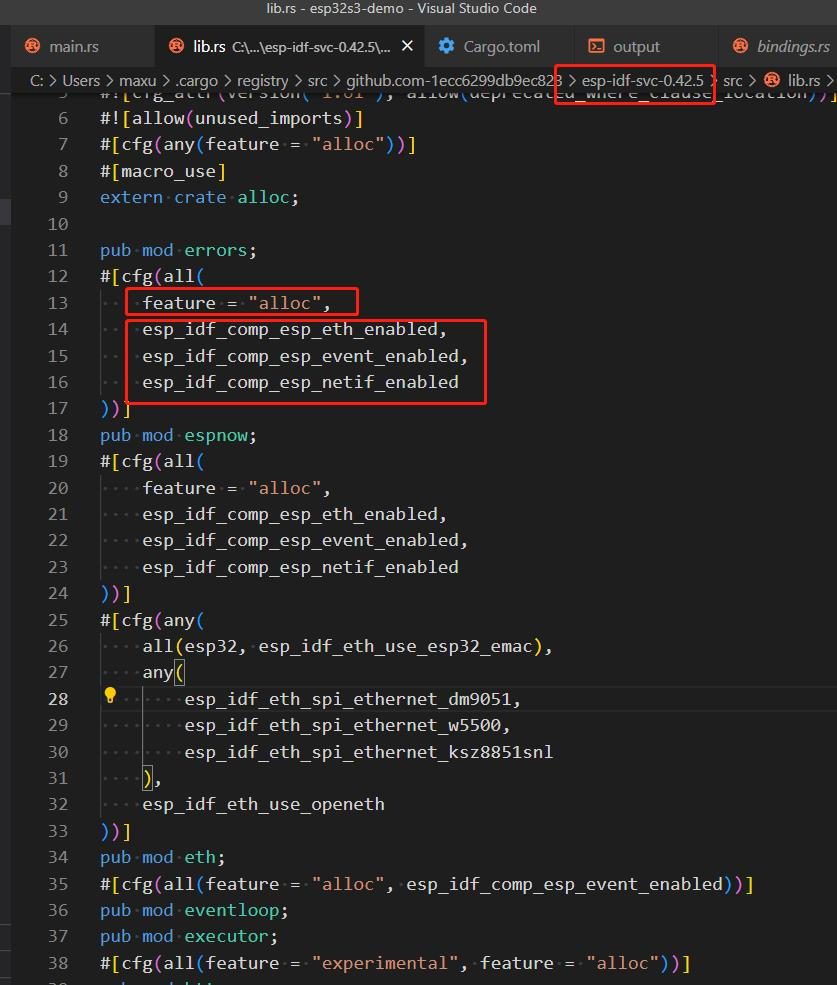 lib.rs - esp32s3-demo - Visual Studio Code
main.rs lib.rs C:\...\esp-idf-svc-0.42.5\... × Cargo.toml output bindings.rs
C: > Users > maxu > .cargo > registry > src > github.com-1ecc6299db9ec823 > esp-idf-svc-0.42.5 > src > lib.rs >
5 #![cfg_attr(version("1.61"), allow(deprecated_where_clause_location))]
6 #![allow(unused_imports)]
7 #[cfg(any(feature = "alloc"))]
8 #[macro_use]
9 extern crate alloc;
10
11 pub mod errors;
12 #[cfg(all(
13 feature = "alloc",
14 esp_idf_comp_esp_eth_enabled,
15 esp_idf_comp_esp_event_enabled,
16 esp_idf_comp_esp_netif_enabled
17 ))]
18 pub mod espnow;
19 #[cfg(all(
20 feature = "alloc",
21 esp_idf_comp_esp_eth_enabled,
22 esp_idf_comp_esp_event_enabled,
23 esp_idf_comp_esp_netif_enabled
24 ))]
25 #[cfg(any(
26 all(esp32, esp_idf_eth_use_esp32_emac),
27 any(
28 esp_idf_eth_spi_ethernet_dm9051,
29 esp_idf_eth_spi_ethernet_w5500,
30 esp_idf_eth_spi_ethernet_ksz8851snl
31 ),
32 esp_idf_eth_use_openeth
33 ))]
34 pub mod eth;
35 #[cfg(all(feature = "alloc", esp_idf_comp_esp_event_enabled))]
36 pub mod eventloop;
37 pub mod executor;
38 #[cfg(all(feature = "experimental", feature = "alloc"))]